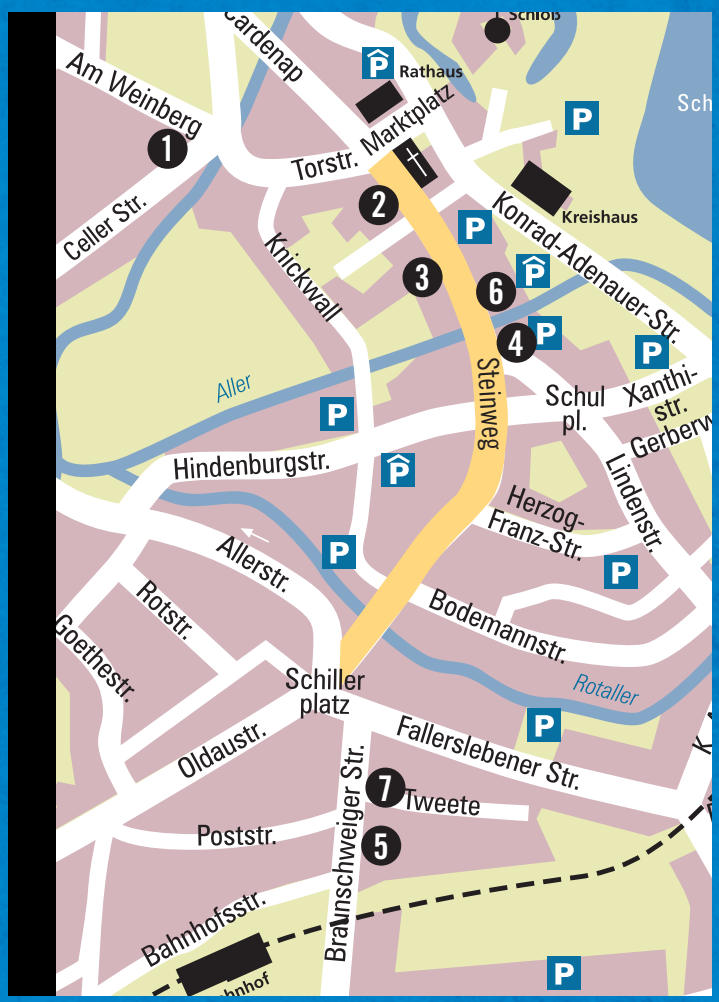 Schloß
Cardenap
P
Rathaus
Sch
Am Weinberg
Marktplatz
P
1
Torstr.
2
Kreishaus
Celler Str.
P
Konrad-Adenauer-Str.
Knickwall
3
P
6
4
P
P
Steinweg
Aller
Schul
pl.
Xanthi-
str.
P
Gerberw
Hindenburgstr.
P
Lindenstr.
Herzog-
Franz-Str.
Allerstr.
P
P
Rotstr.
Bodemannstr.
Goethestr.
Schiller
platz
Rotaller
P
Oldaustr.
Fallerslebener Str.
K.-A
7
Tweete
Poststr.
5
Braunschweiger Str.
Bahnhofsstr.
P
hnhof